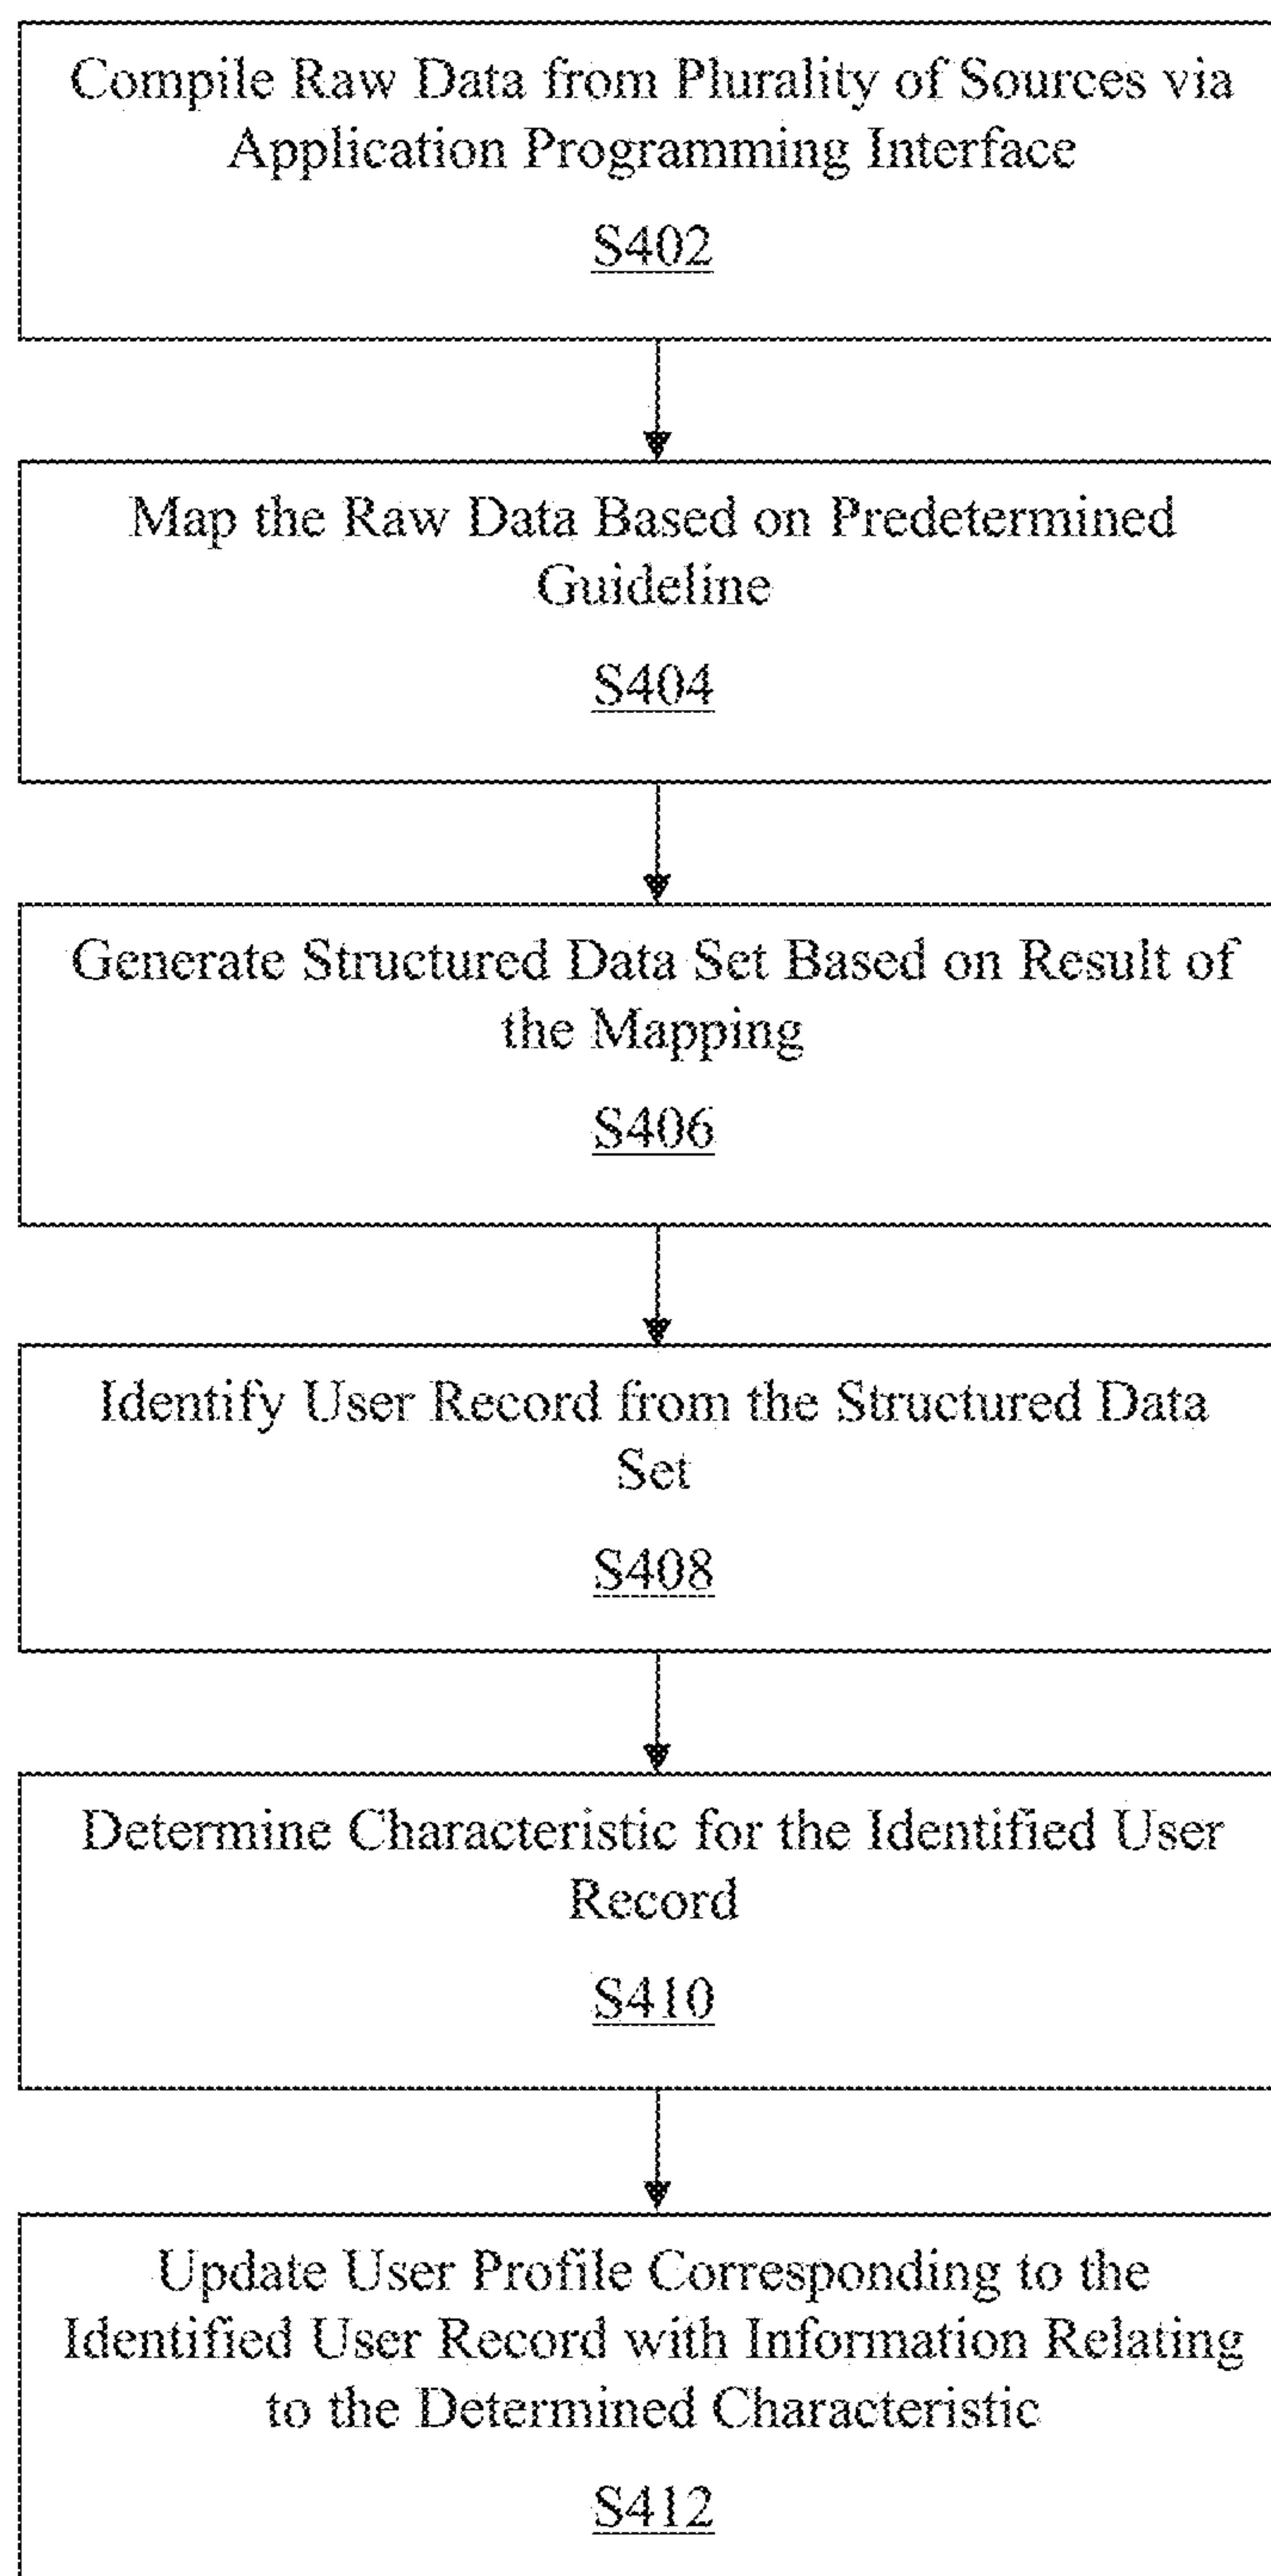 Compile Raw Data from Plurality of Sources via
Application Programming Interface
S402
Map the Raw Data Based on Predetermined
Guideline
S404
Generate Structured Data Set Based on Result of
the Mapping
S406
Identify User Record from the Structured Data
Set
S408
Determine Characteristic for the Identified User
Record
S410
Update User Profile Corresponding to the
Identified User Record with Information Relating
to the Determined Characteristic
S412